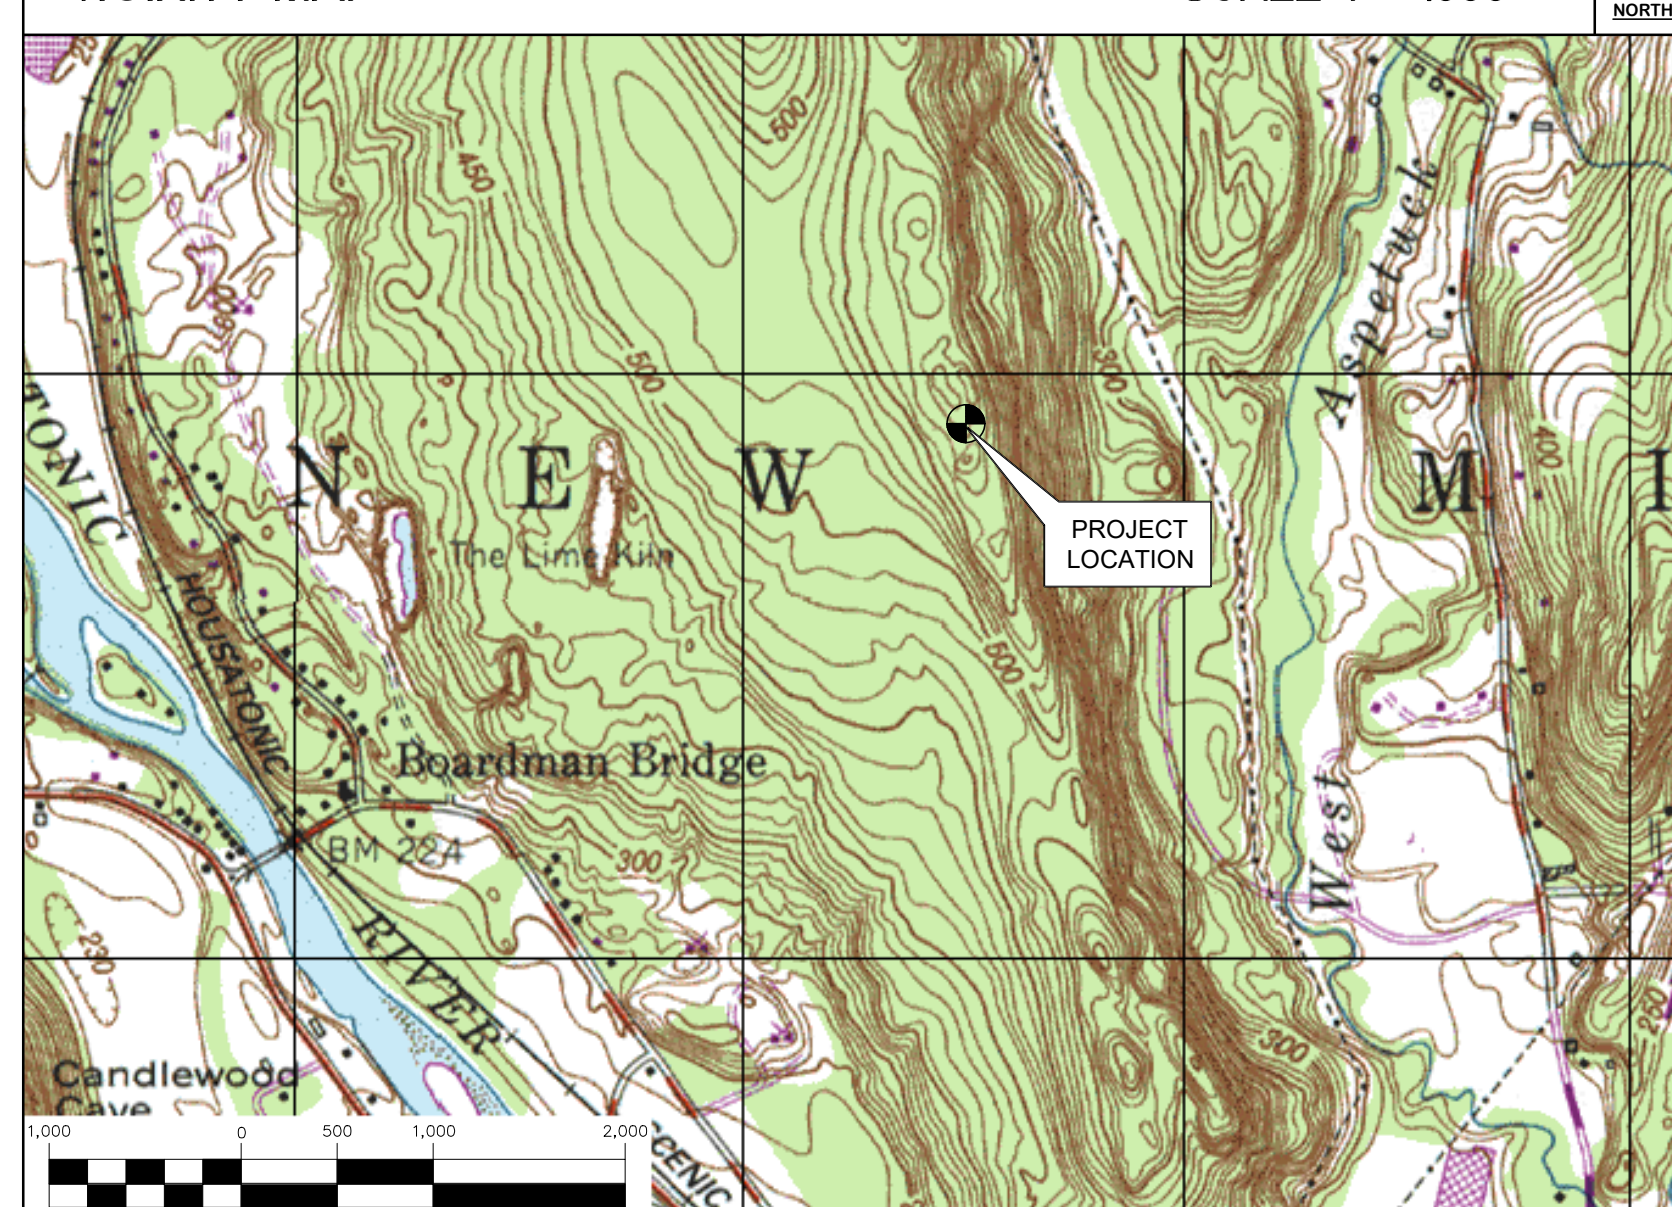 NORTH
500
450
Aspetuck
380
500
300
400
TONIC
N E W M I
PROJECT
LOCATION
The Lime Kiln
HOUSATONIC
500
Boardman Bridge
West
BM 224
300
RIVER
230
300
250
Candlewood
Cave
SCENIC
1,000 0 500 1,000 2,000